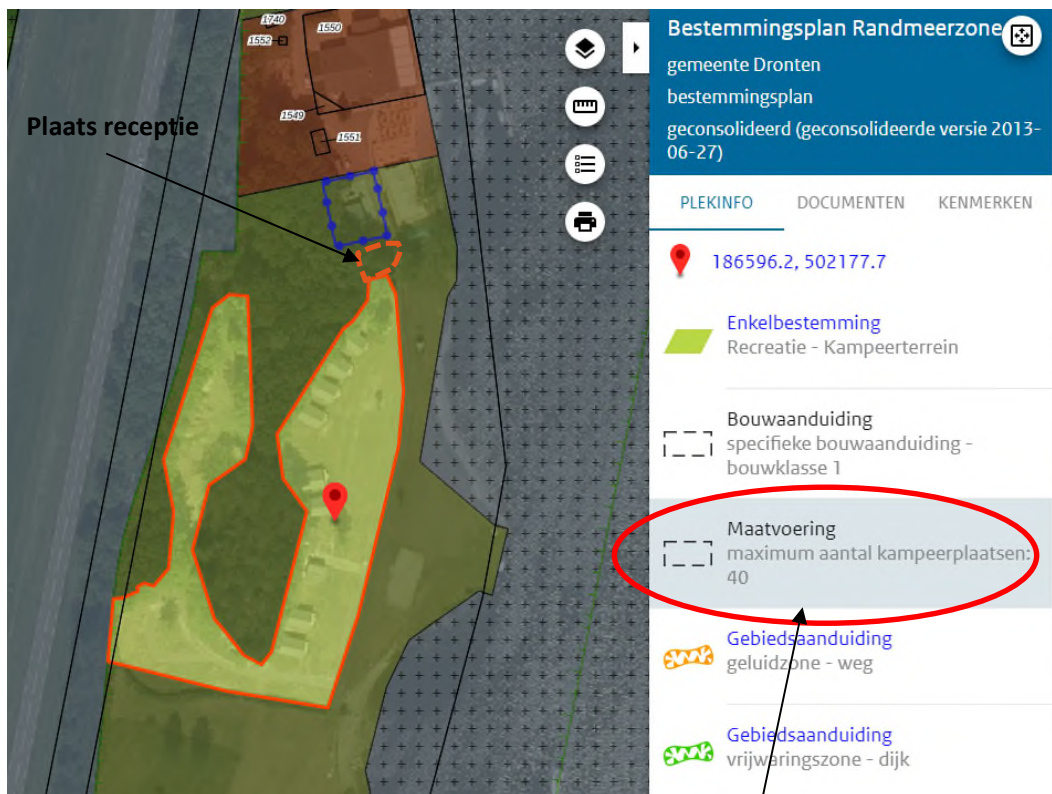 1740
1552
1550
1549
1551
Plaats receptie
Bestemmingsplan Randmeerzone
gemeente Dronten
bestemmingsplan
geconsolideerd (geconsolideerde versie 2013-
06-27)
PLEKINFO DOCUMENTEN KENMERKEN
186596.2, 502177.7
Enkelbestemming
Recreatie - Kampeerterrein
Bouwaanduiding
specifieke bouwaanduiding -
bouwklasse 1
Maatvoering
maximum aantal kampeerplaatsen:
40
Gebiedsaanduiding
geluidzone - weg
Gebiedsaanduiding
vrijwaringszone - dijk